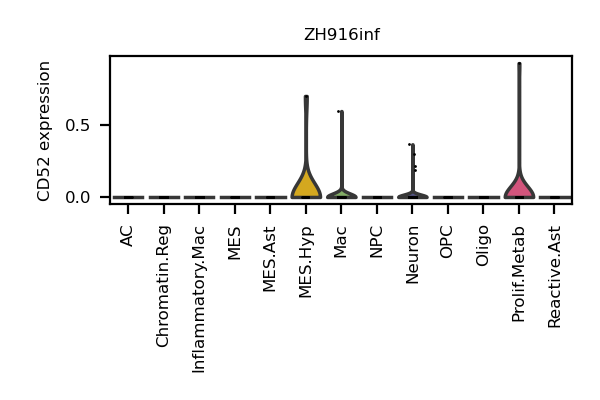 ZH916inf
CD52 expression
0.5
0.0
AC
Chromatin.Reg
Inflammatory.Mac
MES
MES.Ast
MES.Hyp
Mac
NPC
Neuron
OPC
Oligo
Prolif.Metab
Reactive.Ast